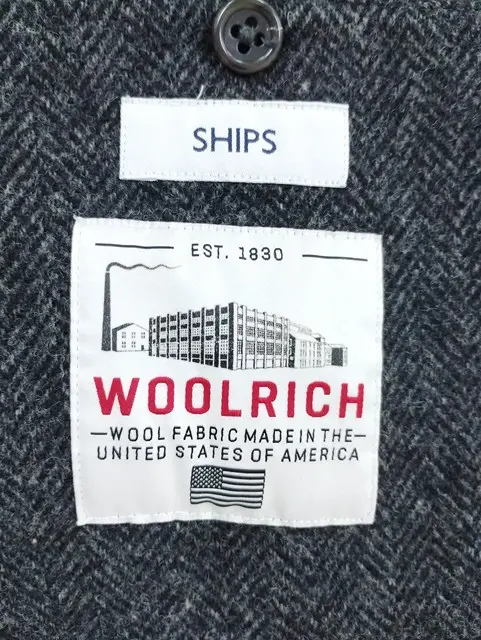 SHIPS
EST. 1830
WOOLRICH
—WOOL FABRIC MADE IN THE—
UNITED STATES OF AMERICA